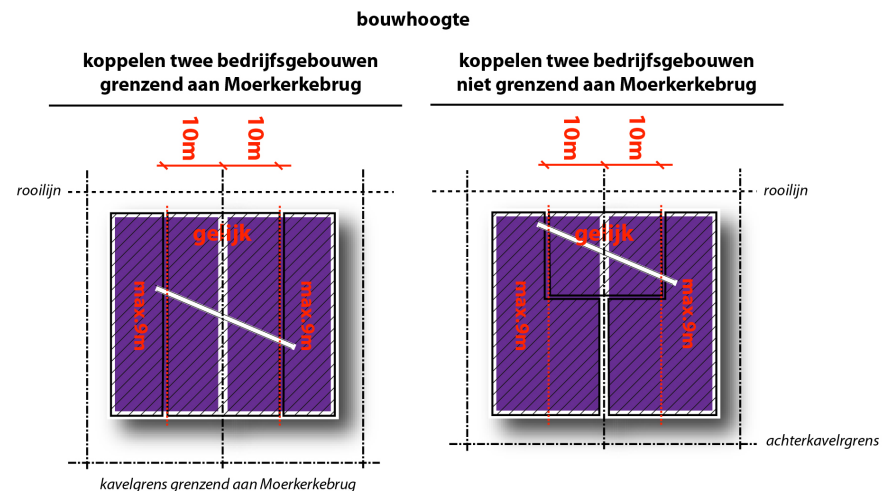 bouwhoogte
koppelen twee bedrijfsgebouwen
grenzend aan Moerkerkebrug
10m
10m
rooilijn
gelijk
max.9m
max.9m
kavelgrens grenzend aan Moerkerkebrug
koppelen twee bedrijfsgebouwen
niet grenzend aan Moerkerkebrug
10m
10m
rooilijn
gelijk
max.9m
max.9m
achterkavelrgrens